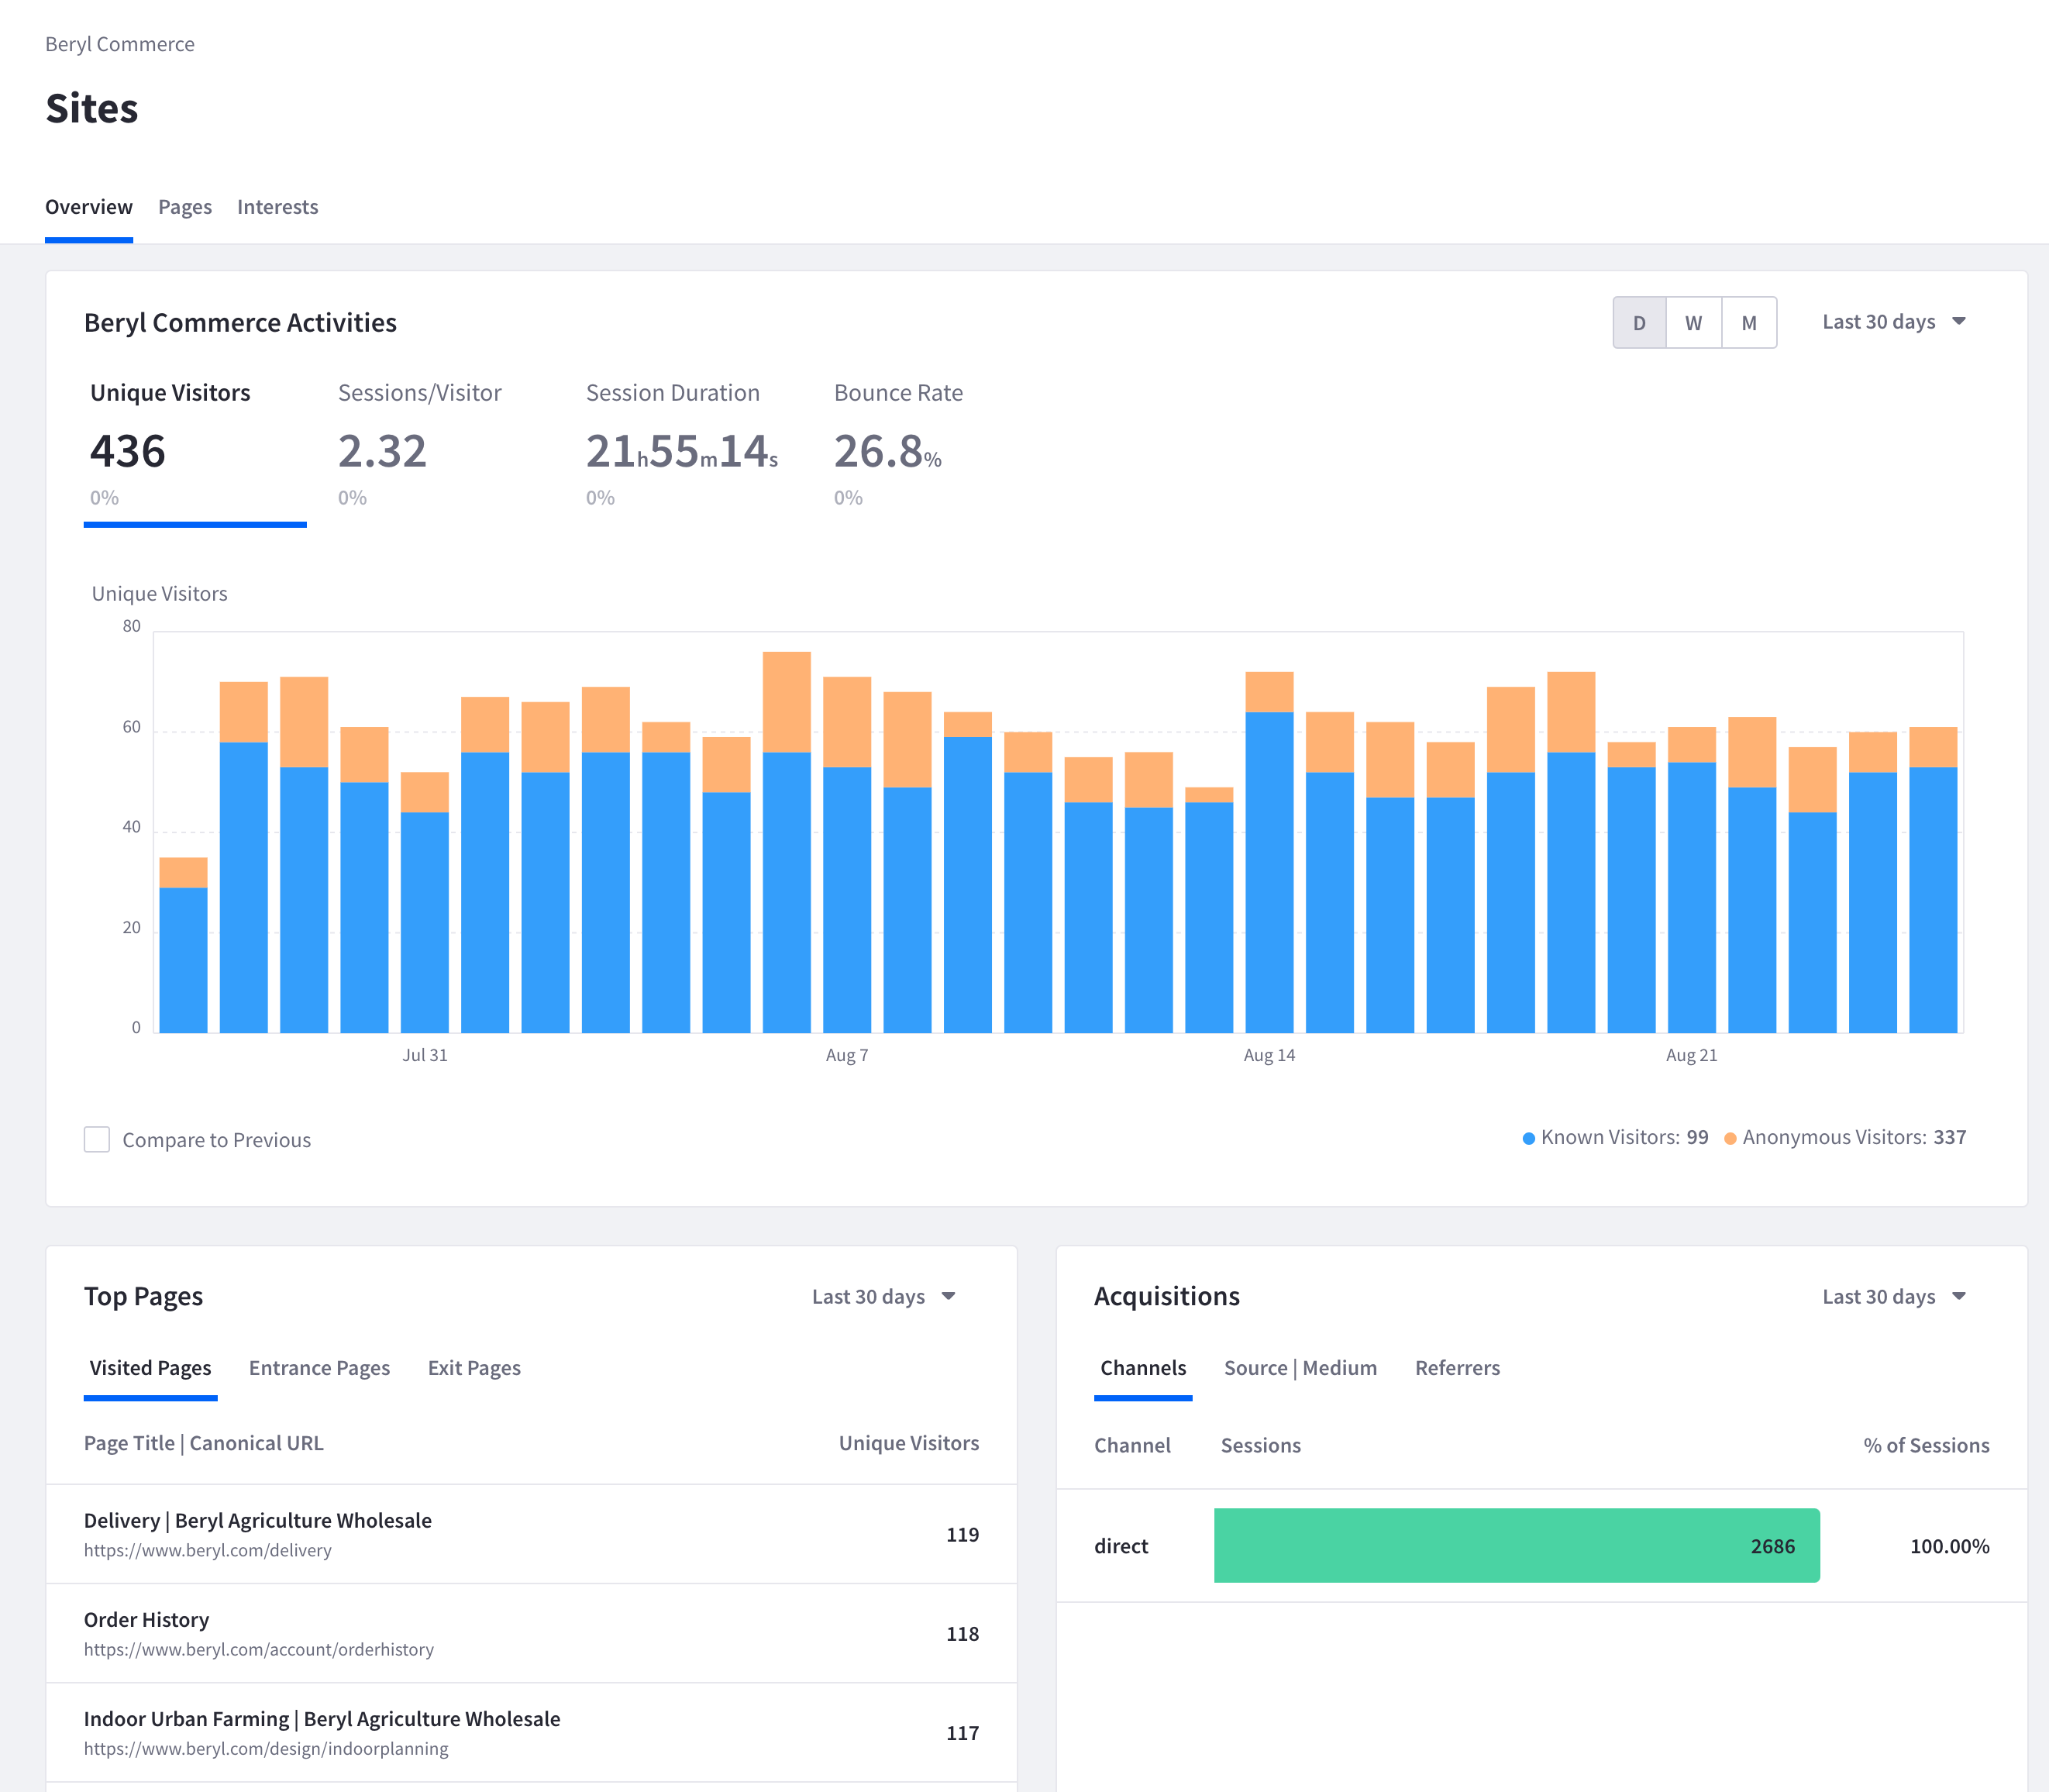 Beryl Commerce
Sites
Overview Pages Interests
Beryl Commerce Activities
D W M Last 30 days
Unique Visitors Sessions/Visitor Session Duration Bounce Rate
436 2.32 21h55m14s 26.8%
0% 0% 0% 0%
Unique Visitors
80
60
40
20
0
Jul 31 Aug 7 Aug 14 Aug 21
Compare to Previous Known Visitors: 99 Anonymous Visitors: 337
Top Pages Last 30 days
Visited Pages Entrance Pages Exit Pages
Page Title | Canonical URL Unique Visitors
Delivery | Beryl Agriculture Wholesale
https://www.beryl.com/delivery
119
Order History
https://www.beryl.com/account/orderhistory
118
Indoor Urban Farming | Beryl Agriculture Wholesale
https://www.beryl.com/design/indoorplanning
117
Acquisitions Last 30 days
Channels Source | Medium Referrers
Channel Sessions % of Sessions
direct 2686 100.00%